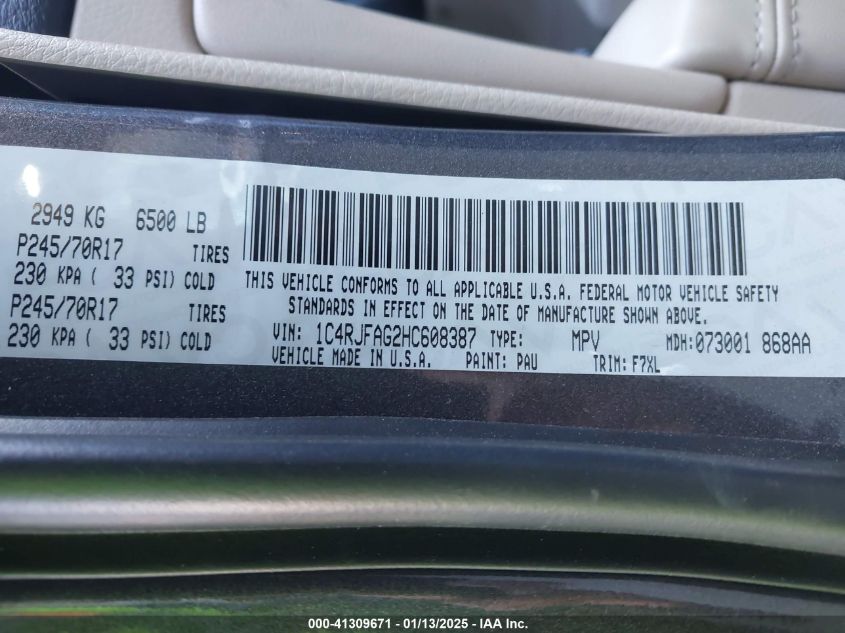 2949 KG 6500 LB
P245/70R17 TIRES
230 KPA ( 33 PSI) COLD
P245/70R17 TIRES
230 KPA ( 33 PSI) COLD
THIS VEHICLE CONFORMS TO ALL APPLICABLE U.S.A. FEDERAL MOTOR VEHICLE SAFETY
STANDARDS IN EFFECT ON THE DATE OF MANUFACTURE SHOWN ABOVE.
VIN: 1C4RJFAG2HC608387 TYPE: MPV MDH:073001 868AA
VEHICLE MADE IN U.S.A. PAINT: PAU TRIM: F7XL
000-41309671 - 01/13/2025 - IAA Inc.